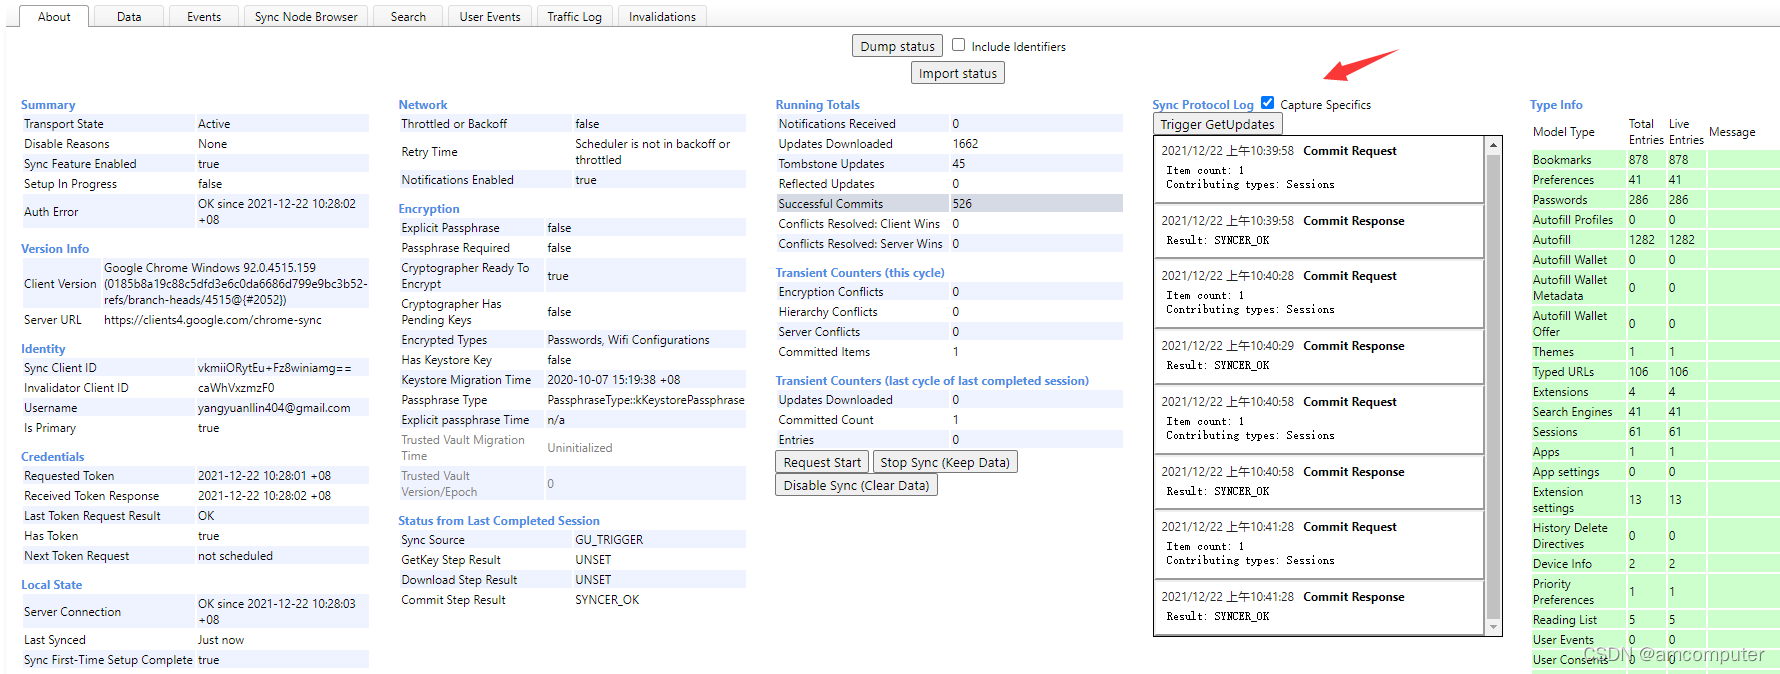 About
Data
Events
Sync Node Browser
Search
User Events
Traffic Log
Invalidations
Dump status
Include Identifiers
Import status
Summary
Transport State Active
Disable Reasons None
Sync Feature Enabled true
Setup In Progress false
Auth Error OK since 2021-12-22 10:28:02
+08
Version Info
Client Version Google Chrome Windows 92.0.4515.159
(0185b8a19c88c5dfd3e6c0da6686d799e9bc3b52-
refs/branch-heads/4515@{#2052})
Server URL https://clients4.google.com/chrome-sync
Identity
Sync Client ID vkmiiORytEu+Fz8winiamg==
Invalidator Client ID caWhVxzmzF0
Username yangyuanllin404@gmail.com
Is Primary true
Credentials
Requested Token 2021-12-22 10:28:01 +08
Received Token Response 2021-12-22 10:28:02 +08
Last Token Request Result OK
Has Token true
Next Token Request not scheduled
Local State
Server Connection OK since 2021-12-22 10:28:03
+08
Last Synced Just now
Sync First-Time Setup Complete true
Network
Throttled or Backoff false
Retry Time Scheduler is not in backoff or
throttled
Notifications Enabled true
Encryption
Explicit Passphrase false
Passphrase Required false
Cryptographer Ready To
Encrypt true
Cryptographer Has
Pending Keys false
Encrypted Types Passwords, Wifi Configurations
Has Keystore Key false
Keystore Migration Time 2020-10-07 15:19:38 +08
Passphrase Type PassphraseType::kKeystorePassphrase
Explicit passphrase Time n/a
Trusted Vault Migration
Time Uninitialized
Trusted Vault
Version/Epoch 0
Status from Last Completed Session
Sync Source GU_TRIGGER
GetKey Step Result UNSET
Download Step Result UNSET
Commit Step Result SYNCER_OK
Running Totals
Notifications Received 0
Updates Downloaded 1662
Tombstone Updates 45
Reflected Updates 0
Successful Commits 526
Conflicts Resolved: Client Wins 0
Conflicts Resolved: Server Wins 0
Transient Counters (this cycle)
Encryption Conflicts 0
Hierarchy Conflicts 0
Server Conflicts 0
Committed Items 1
Transient Counters (last cycle of last completed session)
Updates Downloaded 0
Committed Count 1
Entries 0
Request Start Stop Sync (Keep Data)
Disable Sync (Clear Data)
Sync Protocol Log Capture Specifics
Trigger GetUpdates
2021/12/22 上午10:39:58 Commit Request
Item count: 1
Contributing types: Sessions
2021/12/22 上午10:39:58 Commit Response
Result: SYNCER_OK
2021/12/22 上午10:40:28 Commit Request
Item count: 1
Contributing types: Sessions
2021/12/22 上午10:40:29 Commit Response
Result: SYNCER_OK
2021/12/22 上午10:40:58 Commit Request
Item count: 1
Contributing types: Sessions
2021/12/22 上午10:40:58 Commit Response
Result: SYNCER_OK
2021/12/22 上午10:41:28 Commit Request
Item count: 1
Contributing types: Sessions
2021/12/22 上午10:41:28 Commit Response
Result: SYNCER_OK
Type Info
Model Type Total Entries Live Entries Message
Bookmarks 878 878
Preferences 41 41
Passwords 286 286
Autofill Profiles 0 0
Autofill 1282 1282
Autofill Wallet 0 0
Autofill Wallet
Metadata 0 0
Autofill Wallet
Offer 0 0
Themes 1 1
Typed URLs 106 106
Extensions 4 4
Search Engines 41 41
Sessions 61 61
Apps 1 1
App settings 0 0
Extension
settings 13 13
History Delete
Directives 0 0
Device Info 2 2
Priority
Preferences 1 1
Reading List 5 5
User Events 0 0
User Consents 0 0
CSDN @amcomputer